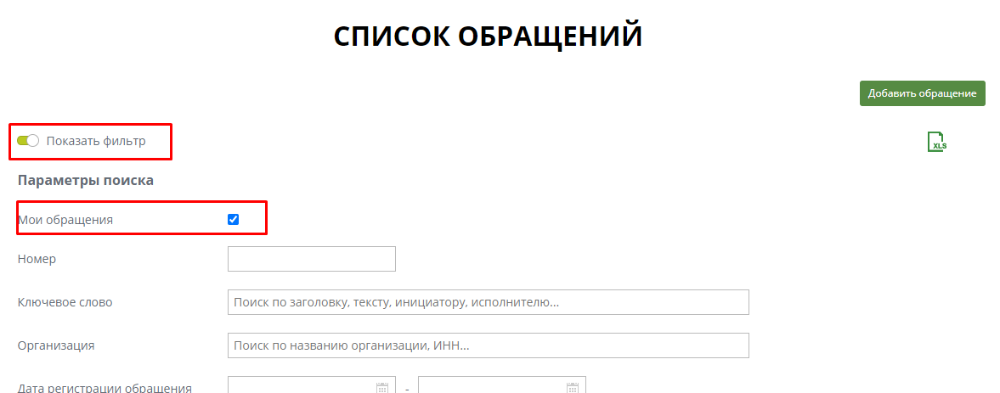 СПИСОК ОБРАЩЕНИЙ
Добавить обращение
Показать фильтр
XLS
Параметры поиска
Мои обращения
Номер
Ключевое слово
Поиск по заголовку, тексту, инициатору, исполнителю...
Организация
Поиск по названию организации, ИНН...
Дата регистрации обращения -